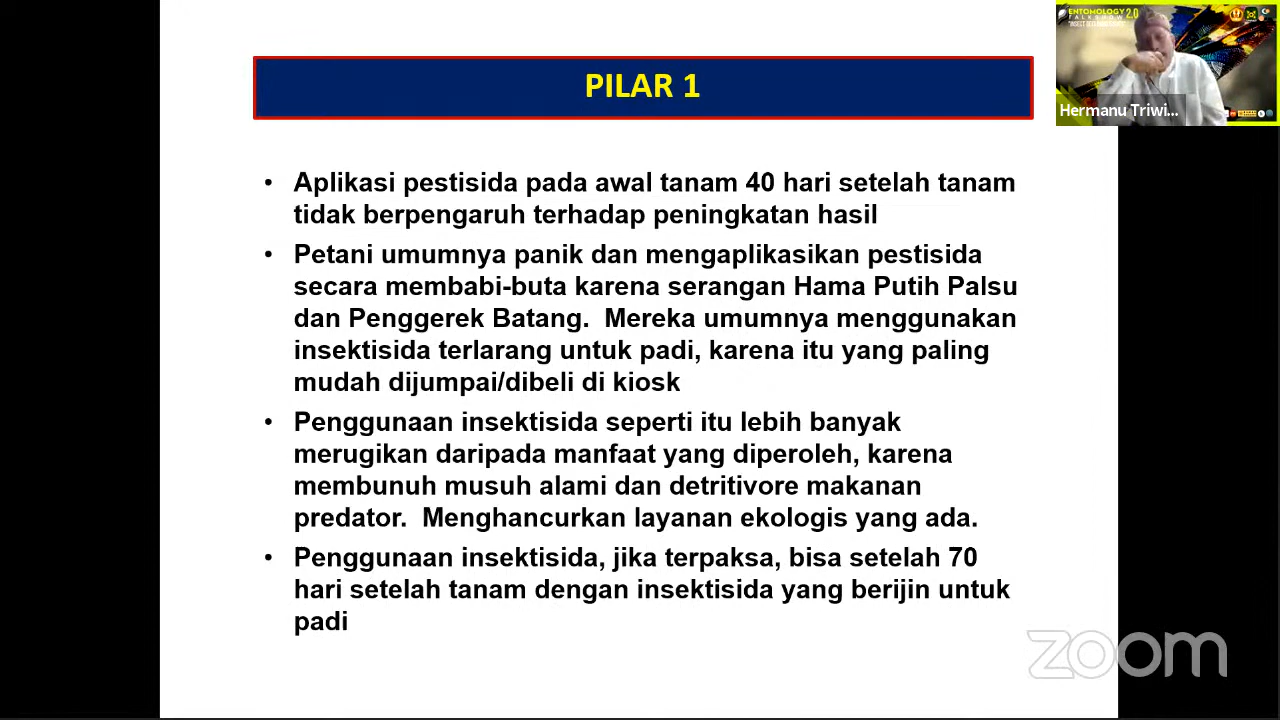 PILAR 1
• Aplikasi pestisida pada awal tanam 40 hari setelah tanam
tidak berpengaruh terhadap peningkatan hasil
• Petani umumnya panik dan mengaplikasikan pestisida
secara membabi-buta karena serangan Hama Putih Palsu
dan Penggerek Batang.  Mereka umumnya menggunakan
insektisida terlarang untuk padi, karena itu yang paling
mudah dijumpai/dibeli di kiosk
• Penggunaan insektisida seperti itu lebih banyak
merugikan daripada manfaat yang diperoleh, karena
membunuh musuh alami dan detritivore makanan
predator.  Menghancurkan layanan ekologis yang ada.
• Penggunaan insektisida, jika terpaksa, bisa setelah 70
hari setelah tanam dengan insektisida yang berijin untuk
padi
ENTOMOLOGY
TALKSHOW 2.0
Hermanu Triwi...
zoom